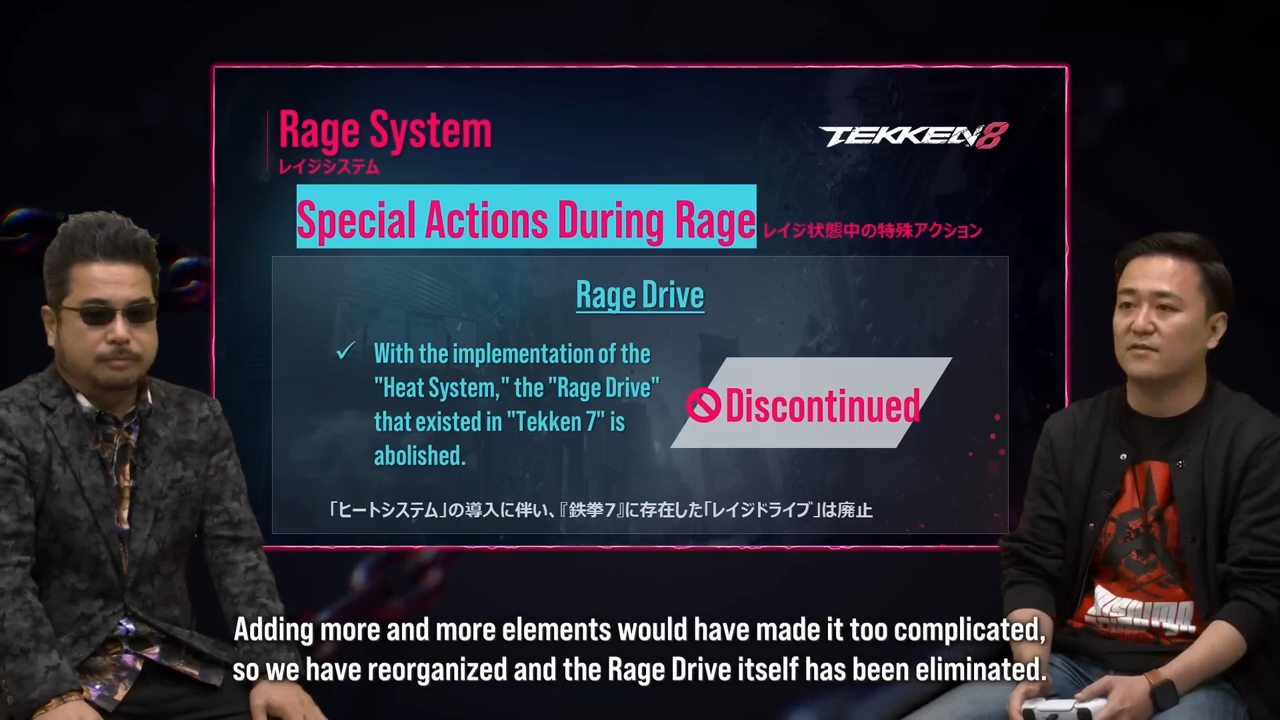 Rage System
レイジシステム
TEKKEN 8
Special Actions During Rage レイジ状態中の特殊アクション
Rage Drive
✓ With the implementation of the
"Heat System," the "Rage Drive"
that existed in "Tekken 7" is
abolished.
Discontinued
「ヒートシステム」の導入に伴い、『鉄拳7』に存在した「レイジドライブ」は廃止
Adding more and more elements would have made it too complicated,
so we have reorganized and the Rage Drive itself has been eliminated.